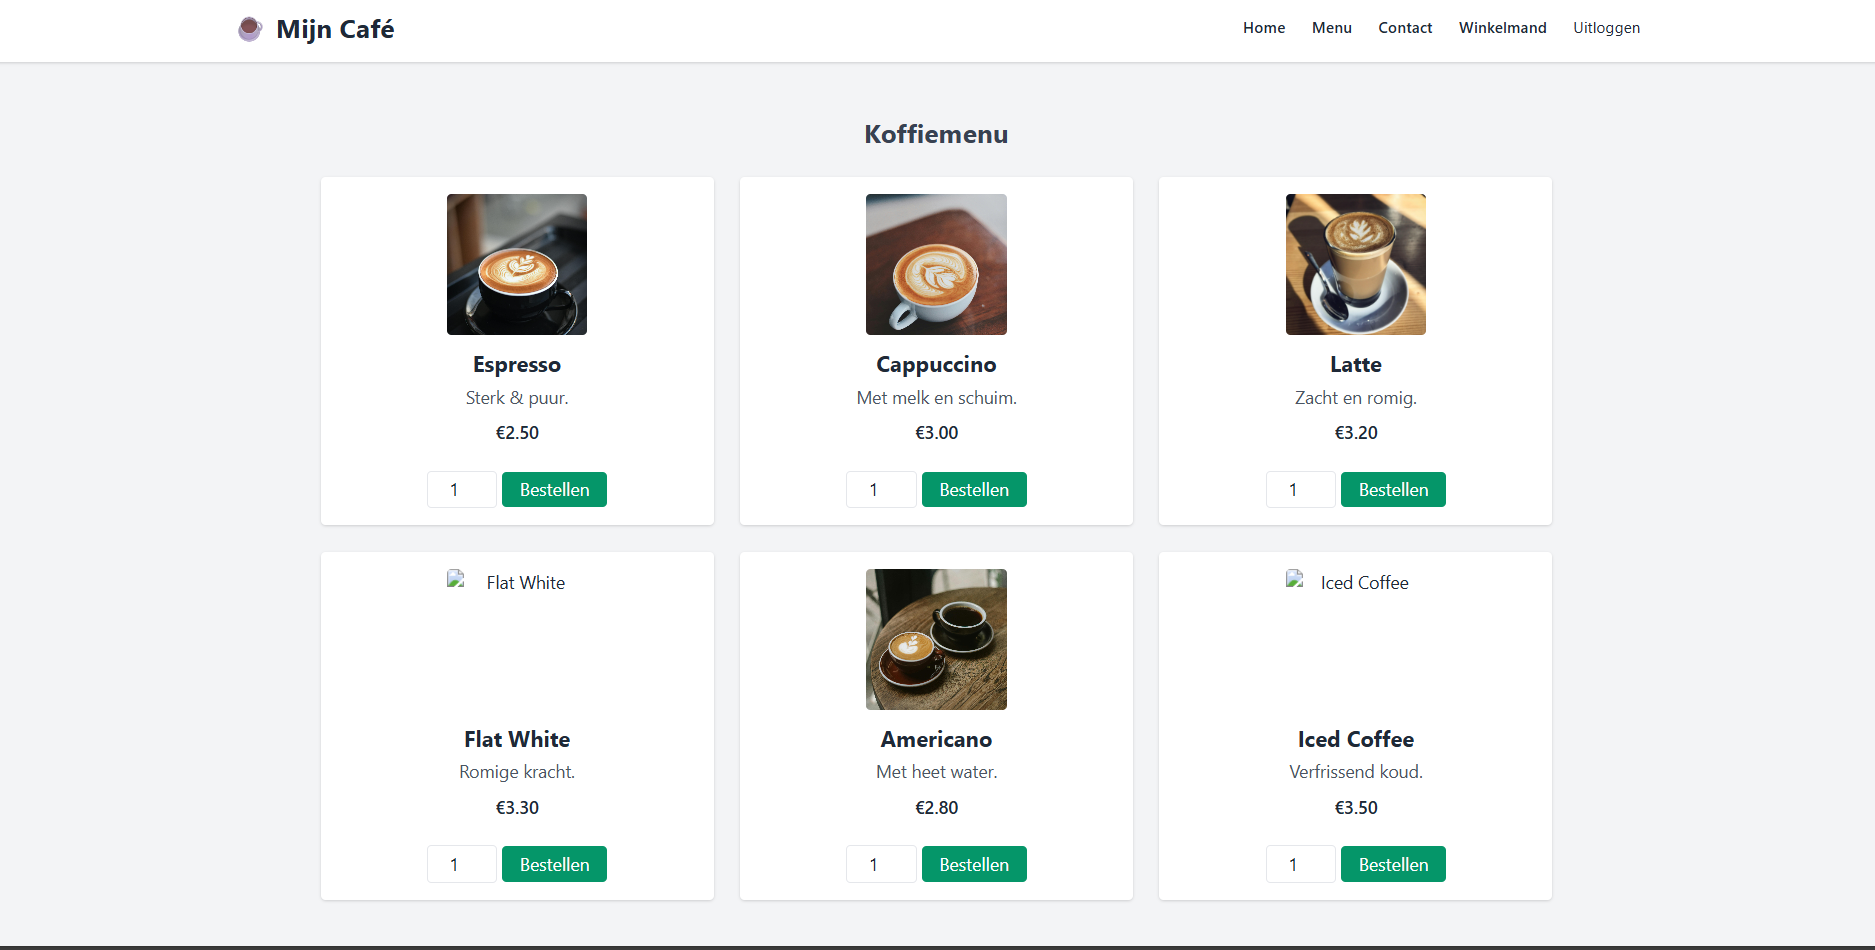 Mijn Café
Home Menu Contact Winkelmand Uitloggen
Koffiemenu
Espresso
Sterk & puur.
€2.50
1 Bestellen
Cappuccino
Met melk en schuim.
€3.00
1 Bestellen
Latte
Zacht en romig.
€3.20
1 Bestellen
Flat White
Flat White
Romige kracht.
€3.30
1 Bestellen
Americano
Met heet water.
€2.80
1 Bestellen
Iced Coffee
Iced Coffee
Verfrissend koud.
€3.50
1 Bestellen